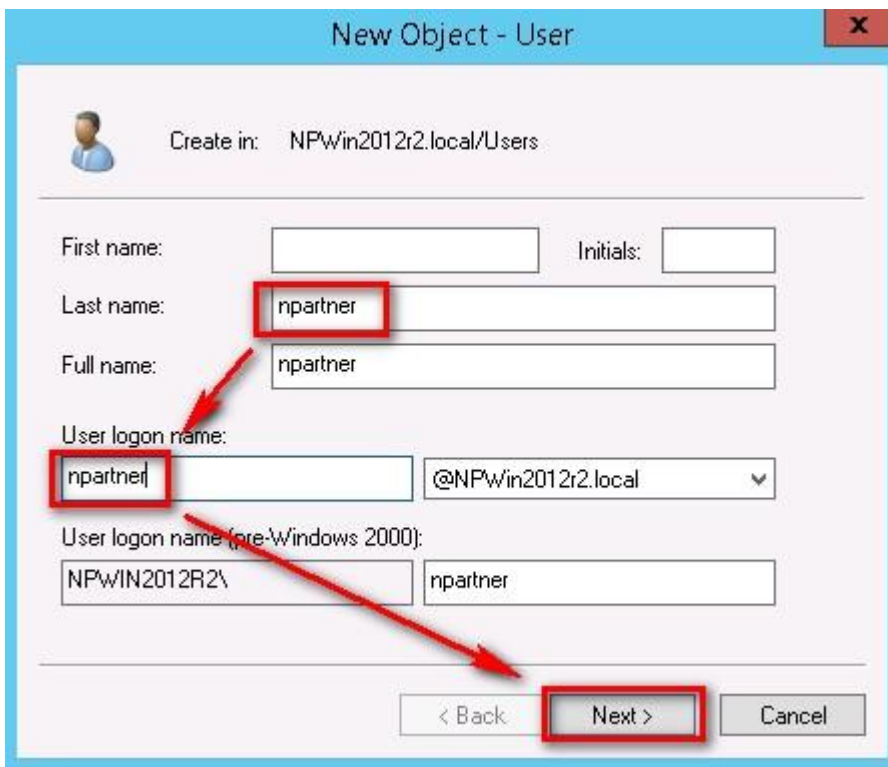 New Object - User
x
Create in: NPWin2012r2.local/Users
First name: Initials:
Last name: npartner
Full name: npartner
User logon name:
npartner @NPWin2012r2.local
User logon name (pre-Windows 2000):
NPWIN2012R2\ npartner
< Back Next > Cancel